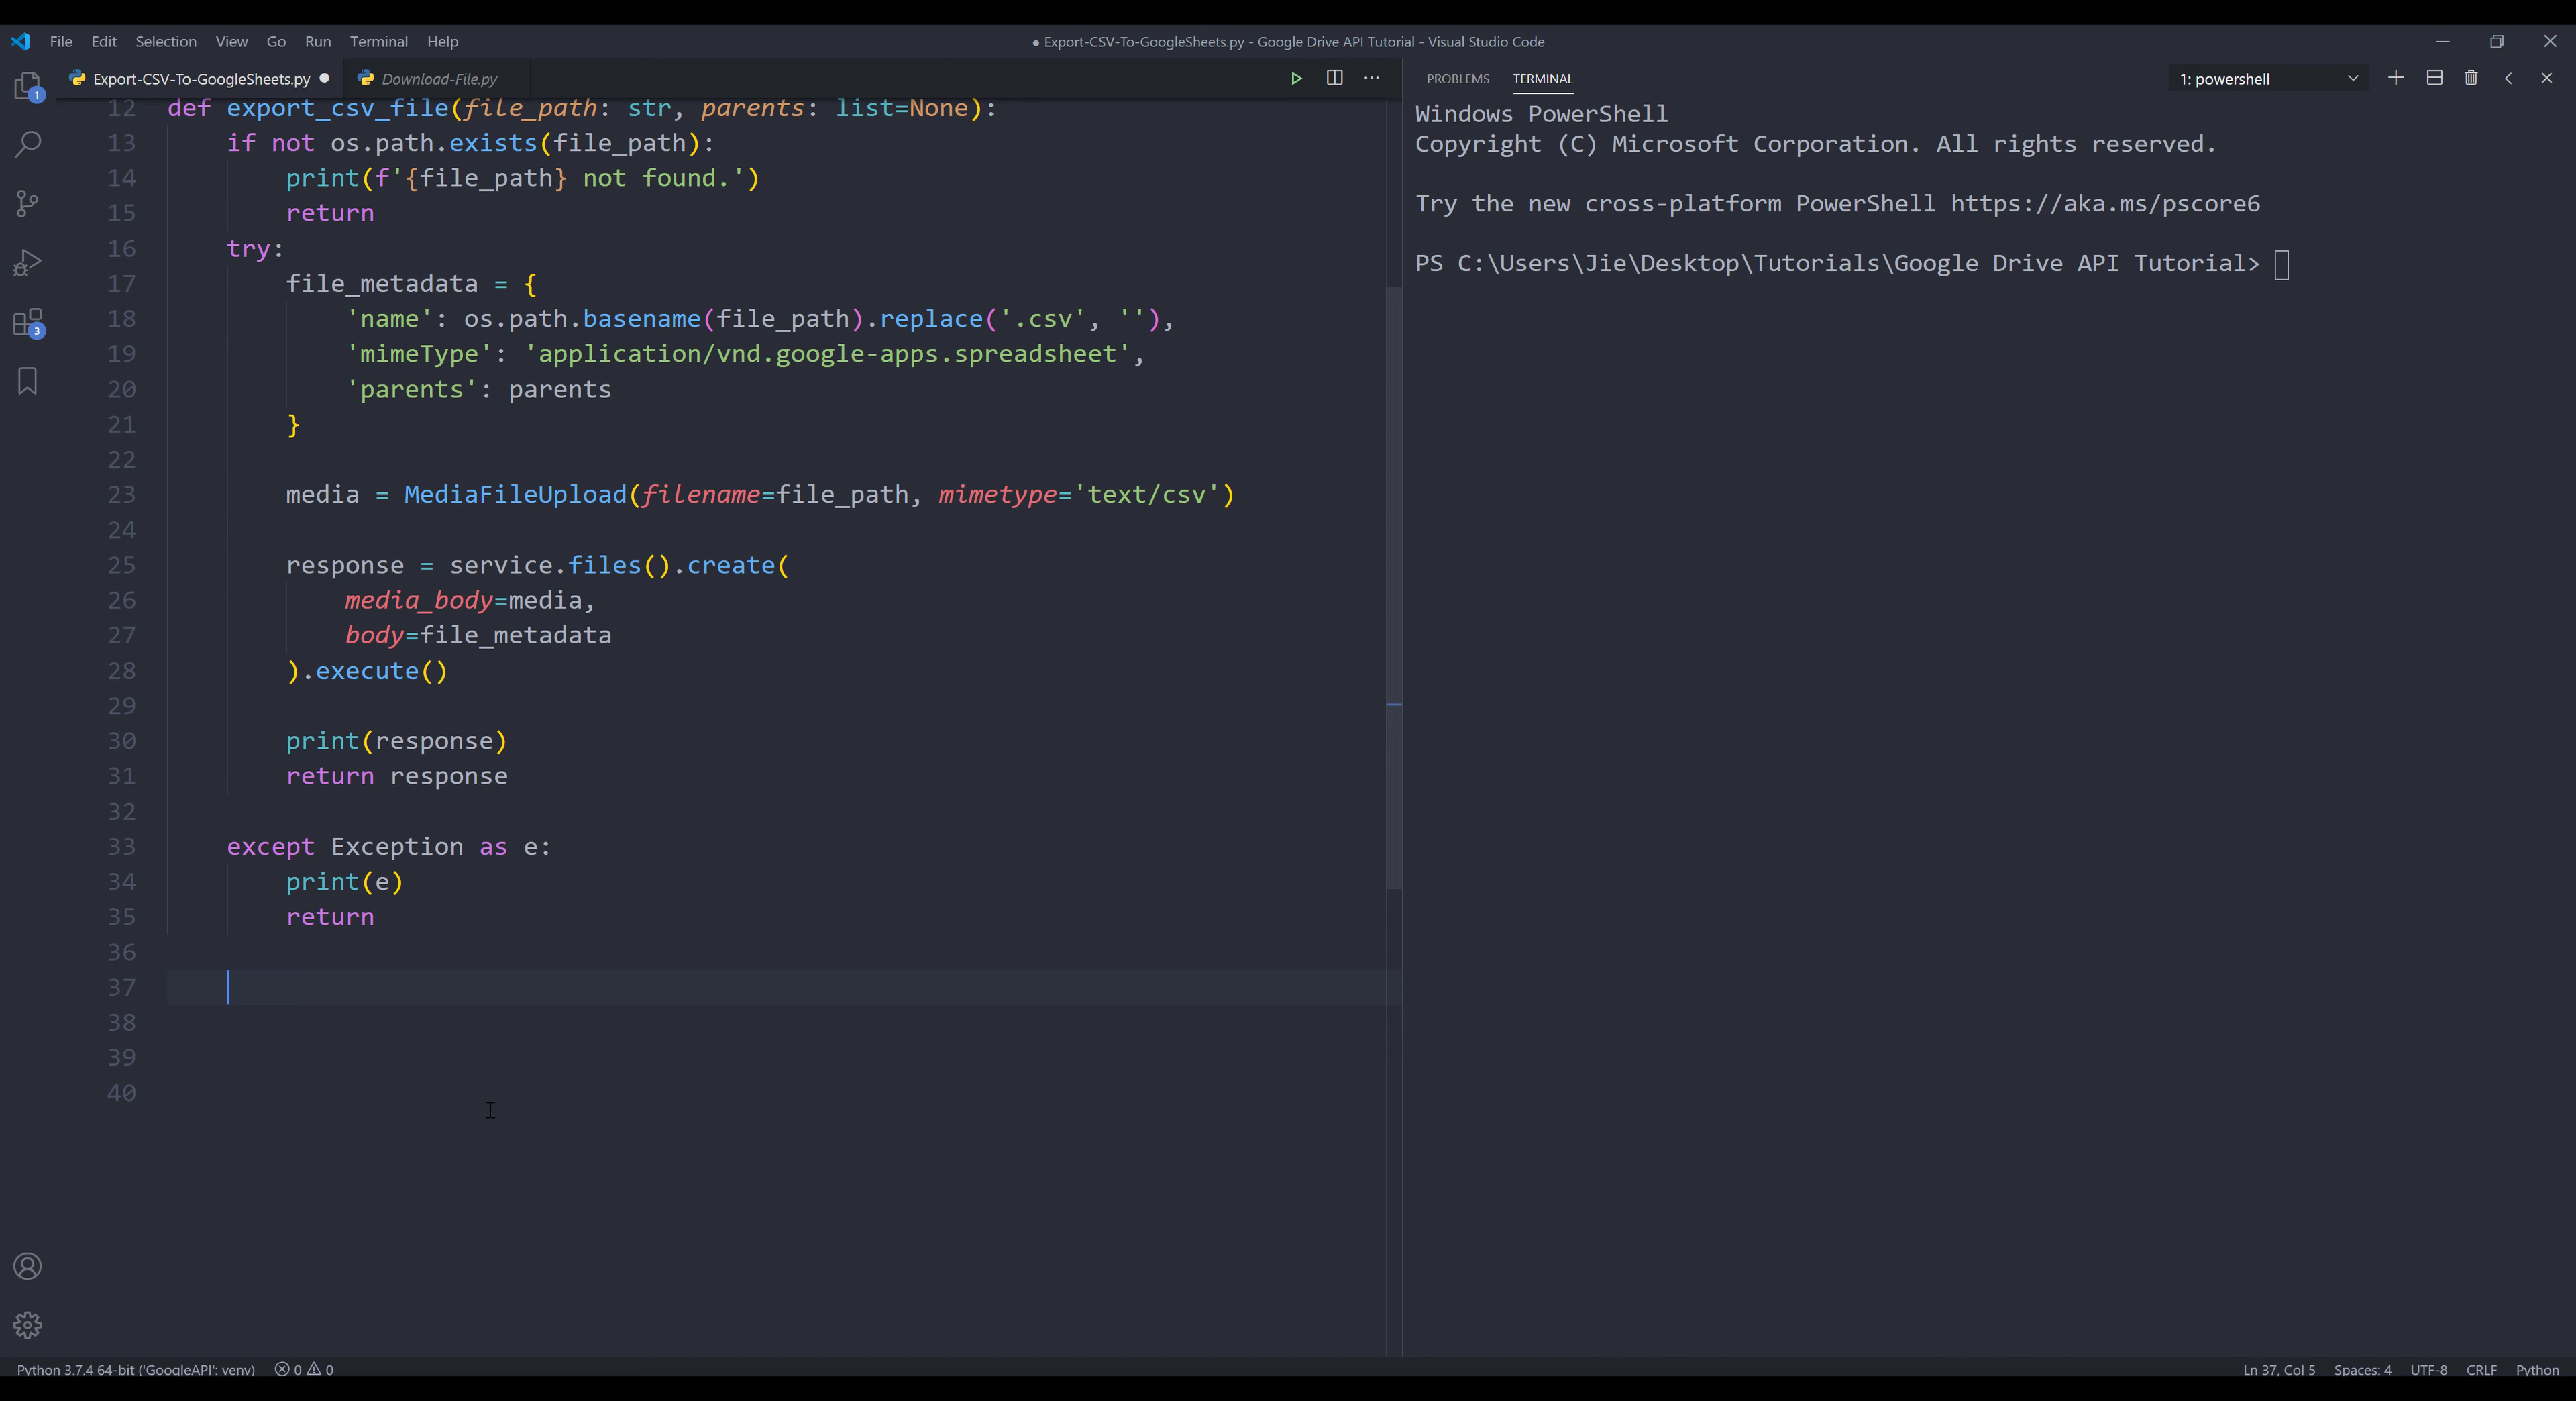 File Edit Selection View Go Run Terminal Help
● Export-CSV-To-GoogleSheets.py - Google Drive API Tutorial - Visual Studio Code
Export-CSV-To-GoogleSheets.py ●
Download-File.py
12 def export_csv_file(file_path: str, parents: list=None):
13     if not os.path.exists(file_path):
14         print(f'{file_path} not found.')
15         return
16     try:
17         file_metadata = {
18             'name': os.path.basename(file_path).replace('.csv', ''),
19             'mimeType': 'application/vnd.google-apps.spreadsheet',
20             'parents': parents
21         }
22
23         media = MediaFileUpload(filename=file_path, mimetype='text/csv')
24
25         response = service.files().create(
26             media_body=media,
27             body=file_metadata
28         ).execute()
29
30         print(response)
31         return response
32
33     except Exception as e:
34         print(e)
35         return
36
37
38
39
40
PROBLEMS TERMINAL
1: powershell
Windows PowerShell
Copyright (C) Microsoft Corporation. All rights reserved.
Try the new cross-platform PowerShell https://aka.ms/pscore6
PS C:\Users\Jie\Desktop\Tutorials\Google Drive API Tutorial>
1
3
Python 3.7.4 64-bit ('GoogleAPI': venv) 0 0
Ln 37, Col 5 Spaces: 4 UTF-8 CRLF Python